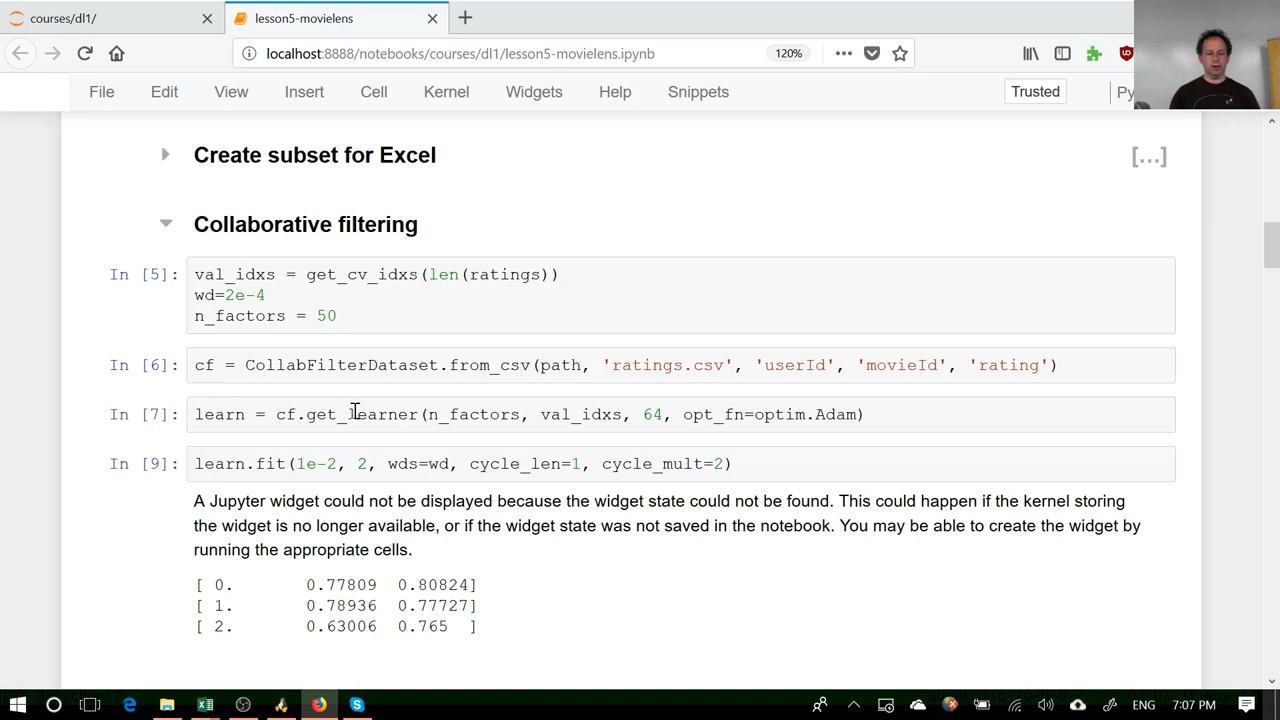 courses/dl1/
lesson5-movielens
localhost:8888/notebooks/courses/dl1/lesson5-movielens.ipynb
120%
File Edit View Insert Cell Kernel Widgets Help Snippets
Trusted
Py
Create subset for Excel
[...]
Collaborative filtering
In [5]:
val_idxs = get_cv_idxs(len(ratings))
wd=2e-4
n_factors = 50
In [6]: cf = CollabFilterDataset.from_csv(path, 'ratings.csv', 'userId', 'movieId', 'rating')
In [7]: learn = cf.get_learner(n_factors, val_idxs, 64, opt_fn=optim.Adam)
In [9]: learn.fit(1e-2, 2, wds=wd, cycle_len=1, cycle_mult=2)
A Jupyter widget could not be displayed because the widget state could not be found. This could happen if the kernel storing
the widget is no longer available, or if the widget state was not saved in the notebook. You may be able to create the widget by
running the appropriate cells.
[ 0. 0.77809 0.80824]
[ 1. 0.78936 0.77727]
[ 2. 0.63006 0.765 ]
ENG 7:07 PM